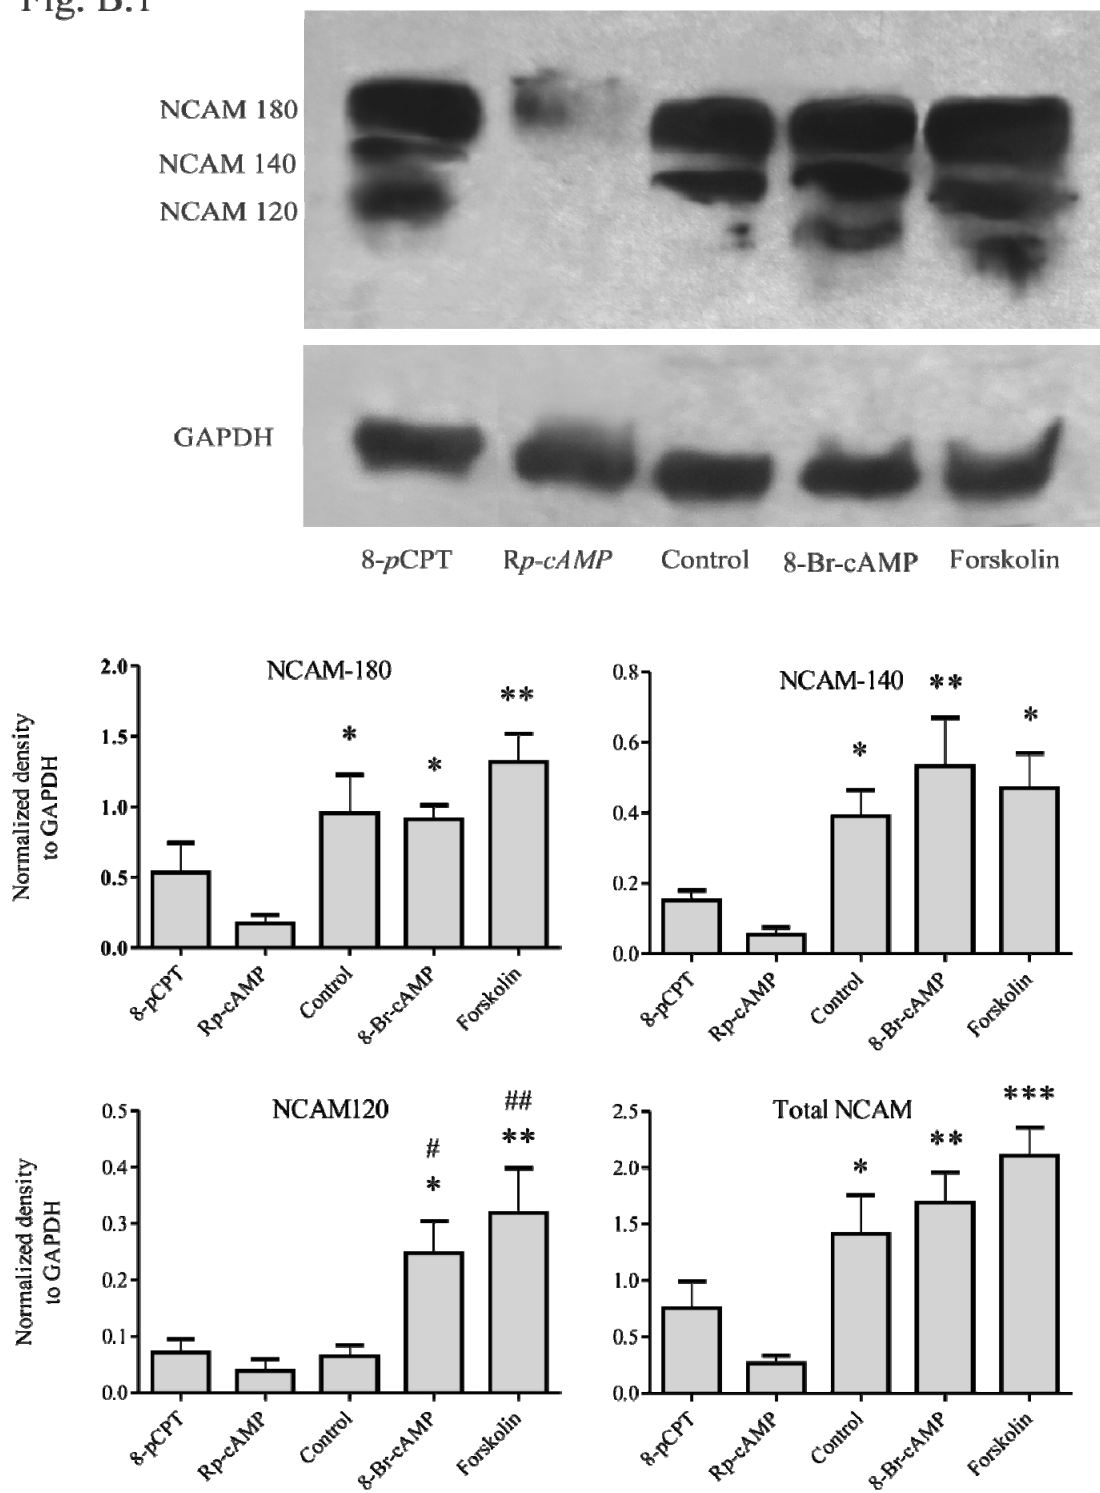 Fig. B.1
NCAM 180
NCAM 140
NCAM 120
GAPDH
8-pCPT Rp-cAMP Control 8-Br-cAMP Forskolin
NCAM-180
Normalized density
to GAPDH
2.0
1.5
1.0
0.5
0.0
*
*
**
8-pCPT
Rp-cAMP
Control
8-Br-cAMP
Forskolin
NCAM-140
0.8
0.6
0.4
0.2
0.0
*
**
*
8-pCPT
Rp-cAMP
Control
8-Br-cAMP
Forskolin
NCAM120
Normalized density
to GAPDH
0.5
0.4
0.3
0.2
0.1
0.0
#
*
##
**
8-pCPT
Rp-cAMP
Control
8-Br-cAMP
Forskolin
Total NCAM
2.5
2.0
1.5
1.0
0.5
0.0
*
**
***
8-pCPT
Rp-cAMP
Control
8-Br-cAMP
Forskolin